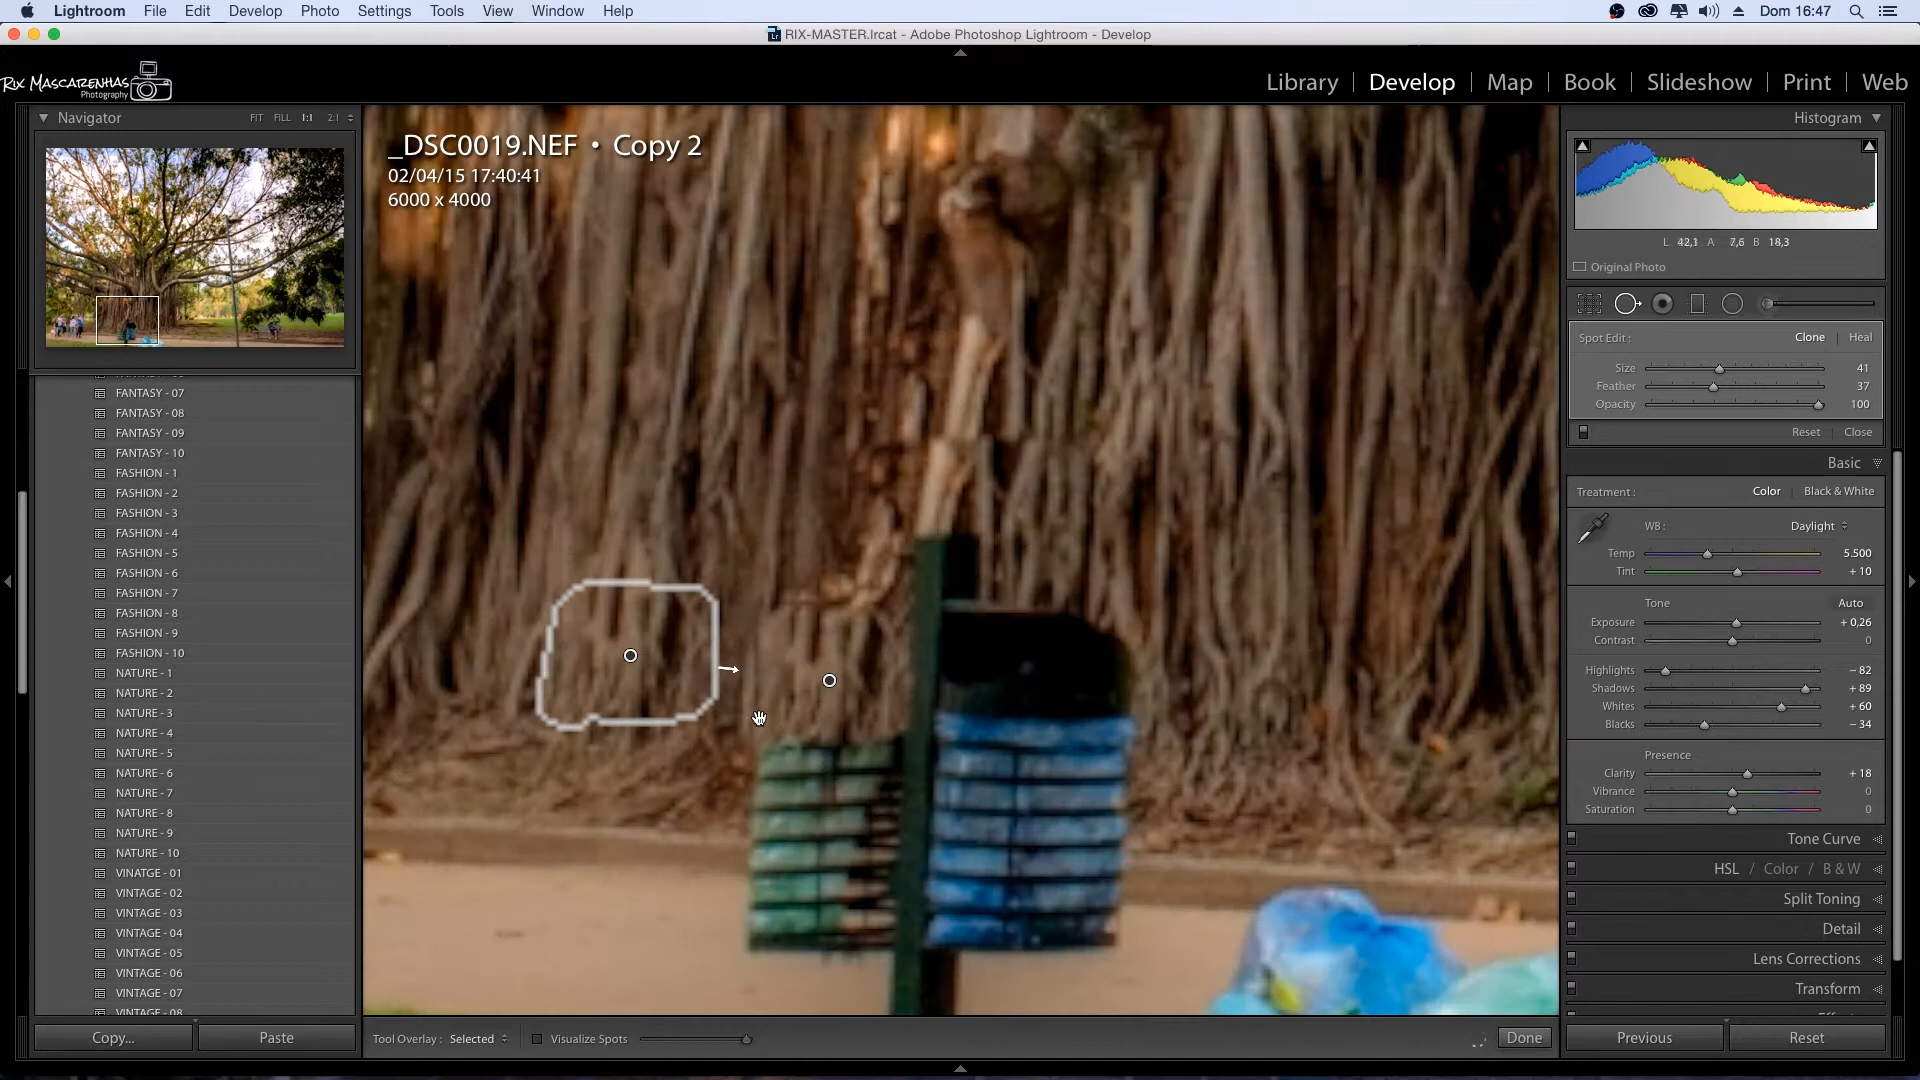 Lightroom File Edit Develop Photo Settings Tools View Window Help Dom 16:47
RIX-MASTER.lrcat - Adobe Photoshop Lightroom - Develop
Rix Mascarenhas
Photography
Library Develop Map Book Slideshow Print Web
Navigator FIT FILL 1:1 2:1
_DSC0019.NEF • Copy 2
02/04/15 17:40:41
6000 x 4000
FANTASY - 07
FANTASY - 08
FANTASY - 09
FANTASY - 10
FASHION - 1
FASHION - 2
FASHION - 3
FASHION - 4
FASHION - 5
FASHION - 6
FASHION - 7
FASHION - 8
FASHION - 9
FASHION - 10
NATURE - 1
NATURE - 2
NATURE - 3
NATURE - 4
NATURE - 5
NATURE - 6
NATURE - 7
NATURE - 8
NATURE - 9
NATURE - 10
VINATGE - 01
VINTAGE - 02
VINTAGE - 03
VINTAGE - 04
VINTAGE - 05
VINTAGE - 06
VINTAGE - 07
VINTAGE - 08
Copy... Paste
Tool Overlay : Selected Visualize Spots Done
Histogram
L 42,1 A 7,6 B 18,3
Original Photo
Spot Edit : Clone Heal
Size 41
Feather 37
Opacity 100
Reset Close
Basic
Treatment : Color Black & White
WB : Daylight
Temp 5.500
Tint + 10
Tone Auto
Exposure + 0,26
Contrast 0
Highlights − 82
Shadows + 89
Whites + 60
Blacks − 34
Presence
Clarity + 18
Vibrance 0
Saturation 0
Tone Curve
HSL / Color / B & W
Split Toning
Detail
Lens Corrections
Transform
Previous Reset